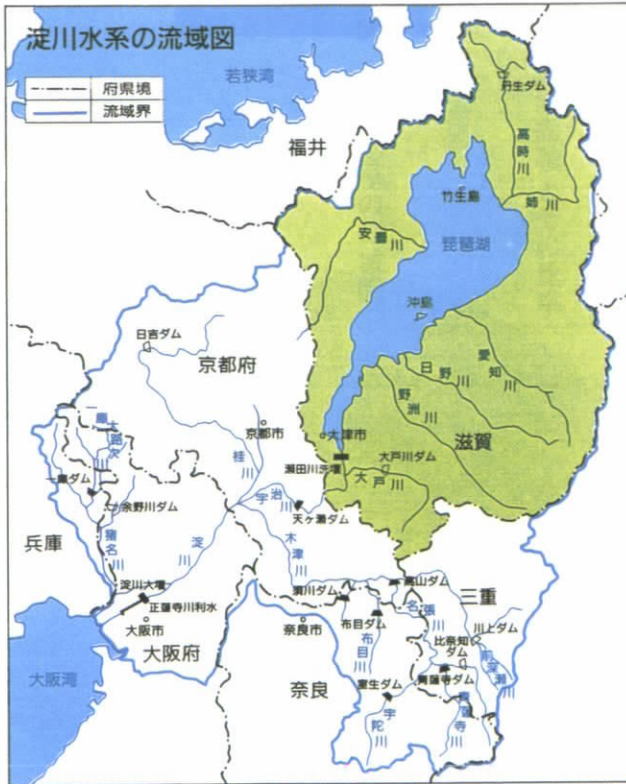 淀川水系の流域図
府県境
流域界
若狭湾
福井
丹生ダム
高時川
姉川
竹生島
琵琶湖
安曇川
沖島
愛知川
日野川
野洲川
滋賀
日吉ダム
京都府
京都市
桂川
大津市
瀬田川洗堰
大戸川ダム
大戸川
宇治川
天ヶ瀬ダム
一庫ダム
余野川ダム
兵庫
猪名川
淀川
木津川
淀川大堰
正蓮寺川利水
大阪市
大阪府
大阪湾
奈良市
奈良
高山ダム
布目ダム
布目川
名張川
三重
川上ダム
比奈知ダム
前深瀬川
青蓮寺ダム
青蓮寺川
室生ダム
宇陀川